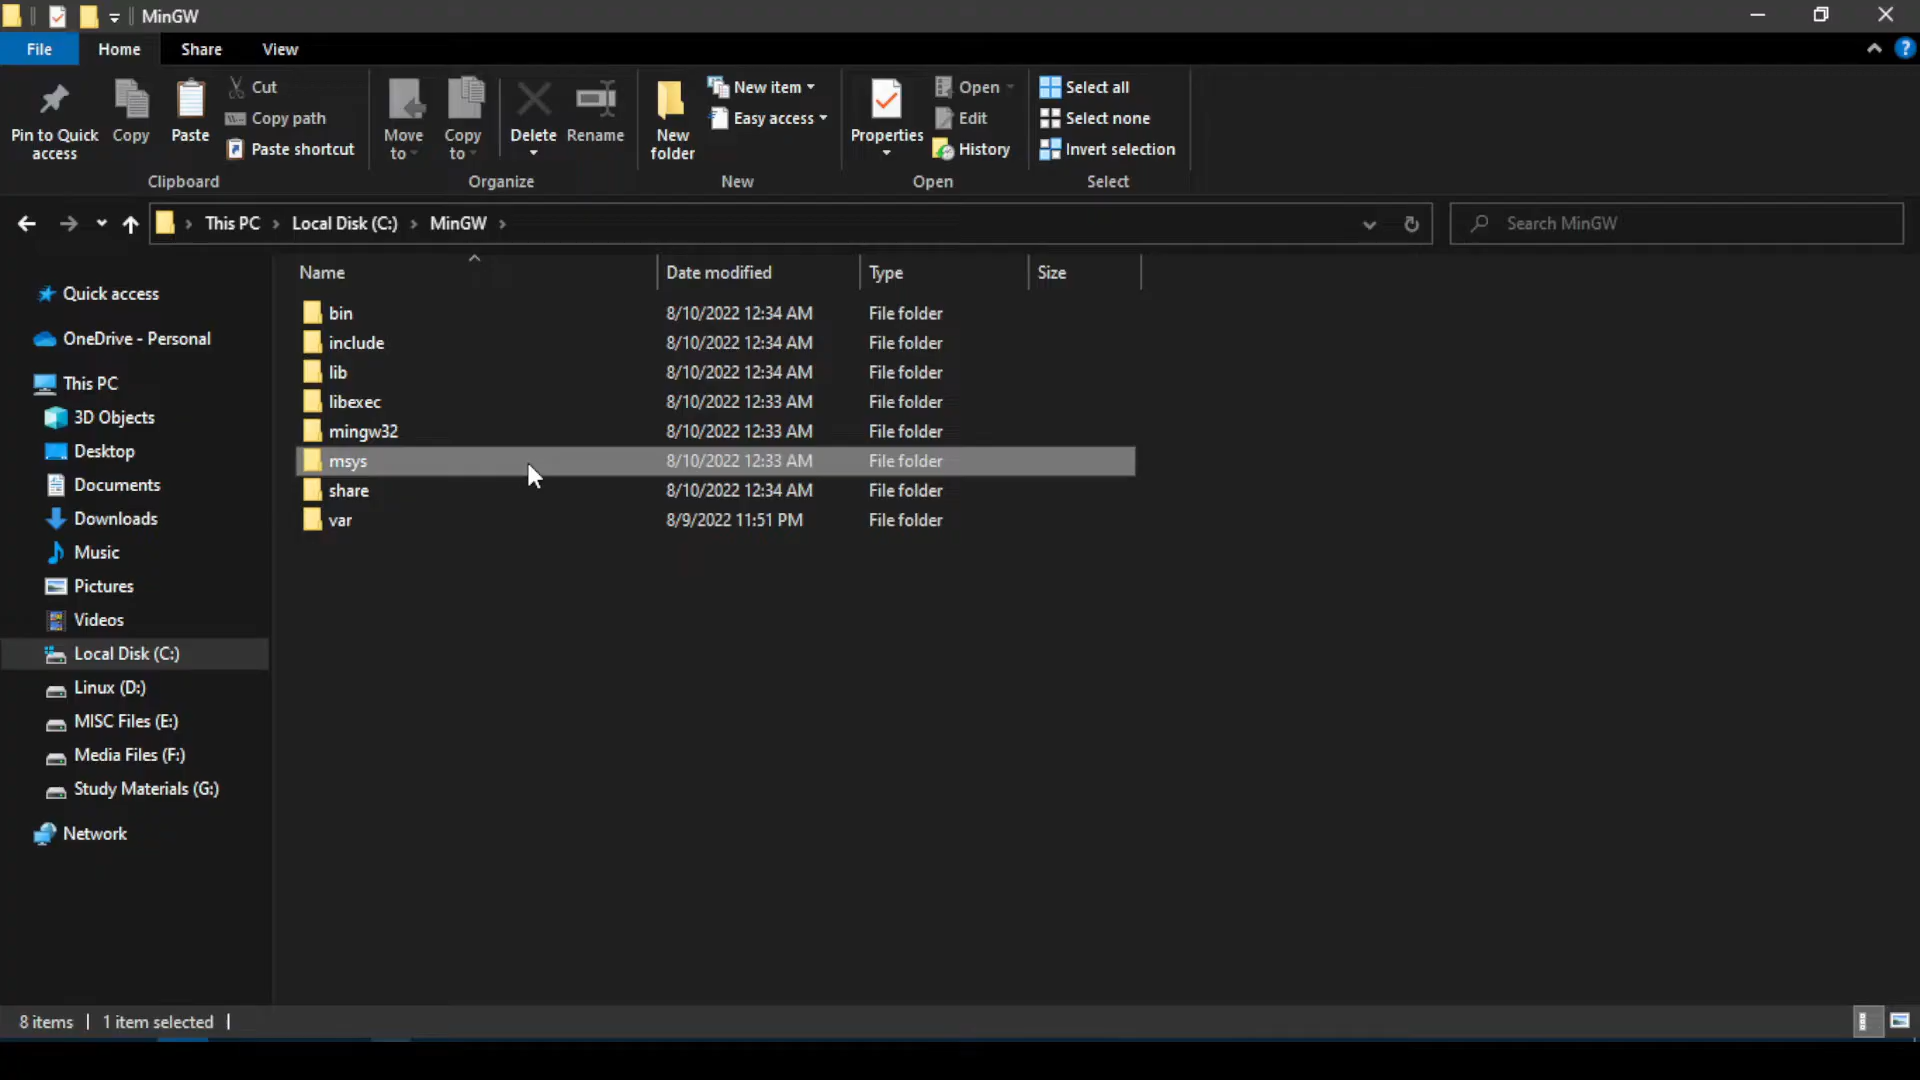 MinGW
File Home Share View
Pin to Quick access
Copy
Paste
Cut
Copy path
Paste shortcut
Clipboard
Move to
Copy to
Delete
Rename
Organize
New folder
New item
Easy access
New
Properties
Open
Edit
History
Open
Select all
Select none
Invert selection
Select
This PC Local Disk (C:) MinGW
Search MinGW
Quick access
OneDrive - Personal
This PC
3D Objects
Desktop
Documents
Downloads
Music
Pictures
Videos
Local Disk (C:)
Linux (D:)
MISC Files (E:)
Media Files (F:)
Study Materials (G:)
Network
Name Date modified Type Size
bin 8/10/2022 12:34 AM File folder
include 8/10/2022 12:34 AM File folder
lib 8/10/2022 12:34 AM File folder
libexec 8/10/2022 12:33 AM File folder
mingw32 8/10/2022 12:33 AM File folder
msys 8/10/2022 12:33 AM File folder
share 8/10/2022 12:34 AM File folder
var 8/9/2022 11:51 PM File folder
8 items 1 item selected